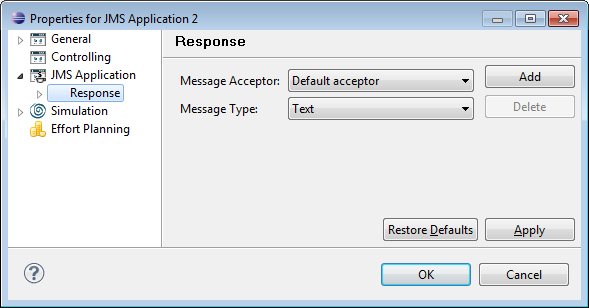 Properties for JMS Application 2
General
Controlling
JMS Application
Response
Simulation
Effort Planning
Response
Message Acceptor: Default acceptor Add
Message Type: Text Delete
Restore Defaults Apply
? OK Cancel